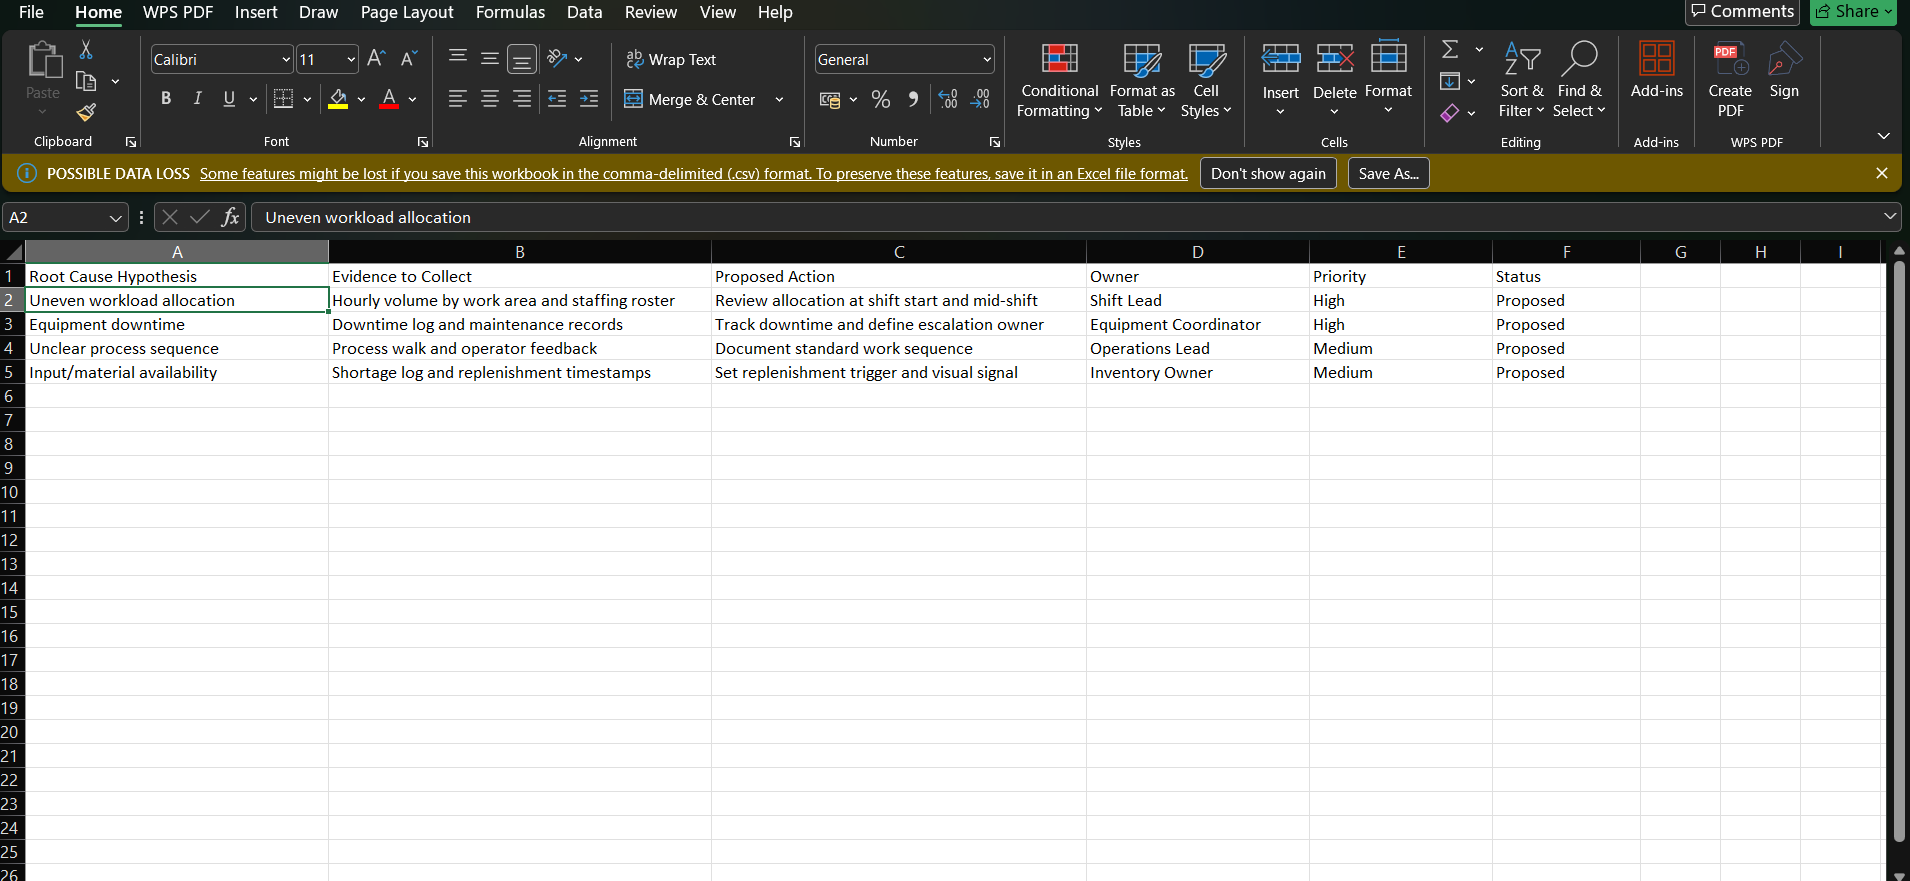 File Home WPS PDF Insert Draw Page Layout Formulas Data Review View Help Comments Share
Paste
Clipboard
Calibri 11
B I U A
Font
Wrap Text
Merge & Center
Alignment
General
Number
Conditional Formatting
Format as Table
Cell Styles
Styles
Insert Delete Format
Cells
Sort & Filter
Find & Select
Editing
Add-ins
Add-ins
Create PDF
Sign
WPS PDF
POSSIBLE DATA LOSS Some features might be lost if you save this workbook in the comma-delimited (.csv) format. To preserve these features, save it in an Excel file format. Don't show again Save As...
A2 fx Uneven workload allocation
A B C D E F G H I
1 Root Cause Hypothesis Evidence to Collect Proposed Action Owner Priority Status
2 Uneven workload allocation Hourly volume by work area and staffing roster Review allocation at shift start and mid-shift Shift Lead High Proposed
3 Equipment downtime Downtime log and maintenance records Track downtime and define escalation owner Equipment Coordinator High Proposed
4 Unclear process sequence Process walk and operator feedback Document standard work sequence Operations Lead Medium Proposed
5 Input/material availability Shortage log and replenishment timestamps Set replenishment trigger and visual signal Inventory Owner Medium Proposed
6
7
8
9
10
11
12
13
14
15
16
17
18
19
20
21
22
23
24
25
26